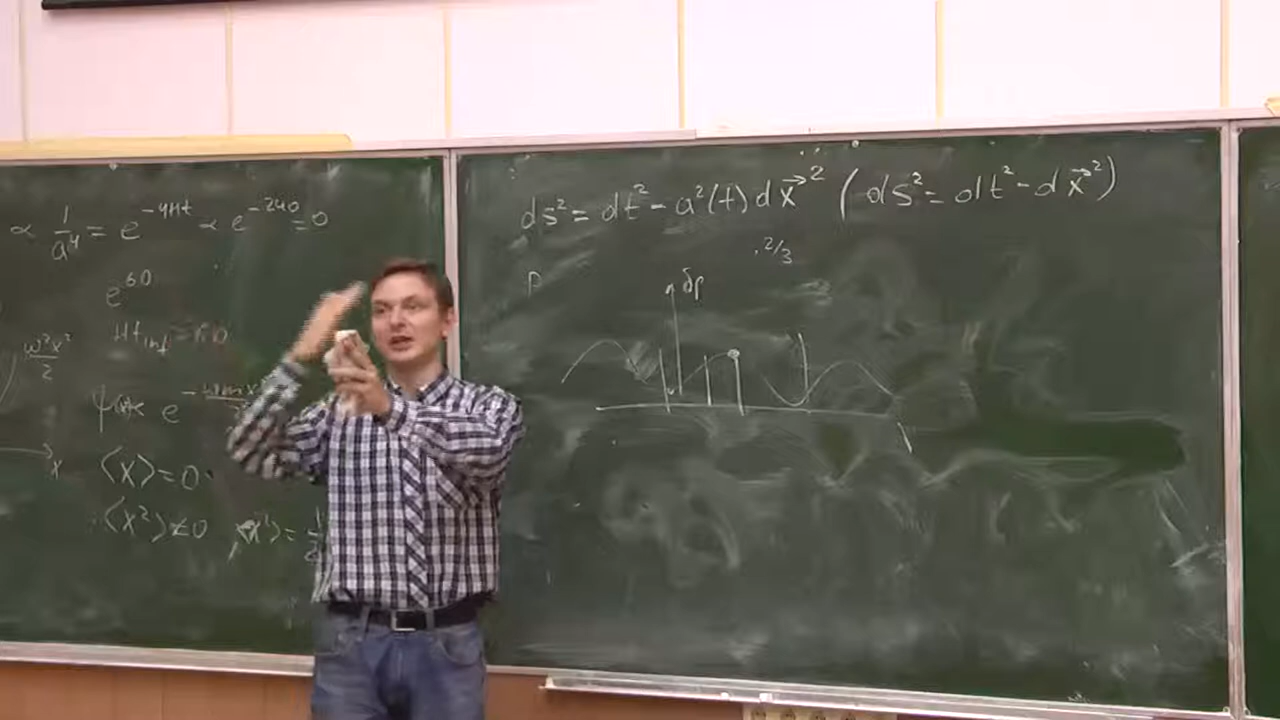 ∝ 1/a⁴ = e^{-4Ht} ∝ e^{-240} = 0
e^{60}
Ht_{inf} = 60
ω²x²/2
x
⟨x⟩ = 0
⟨x²⟩ ≠ 0
ds² = dt² - a²(t) dx⃗² (ds² = dt² - dx⃗²)
2/3
δρ